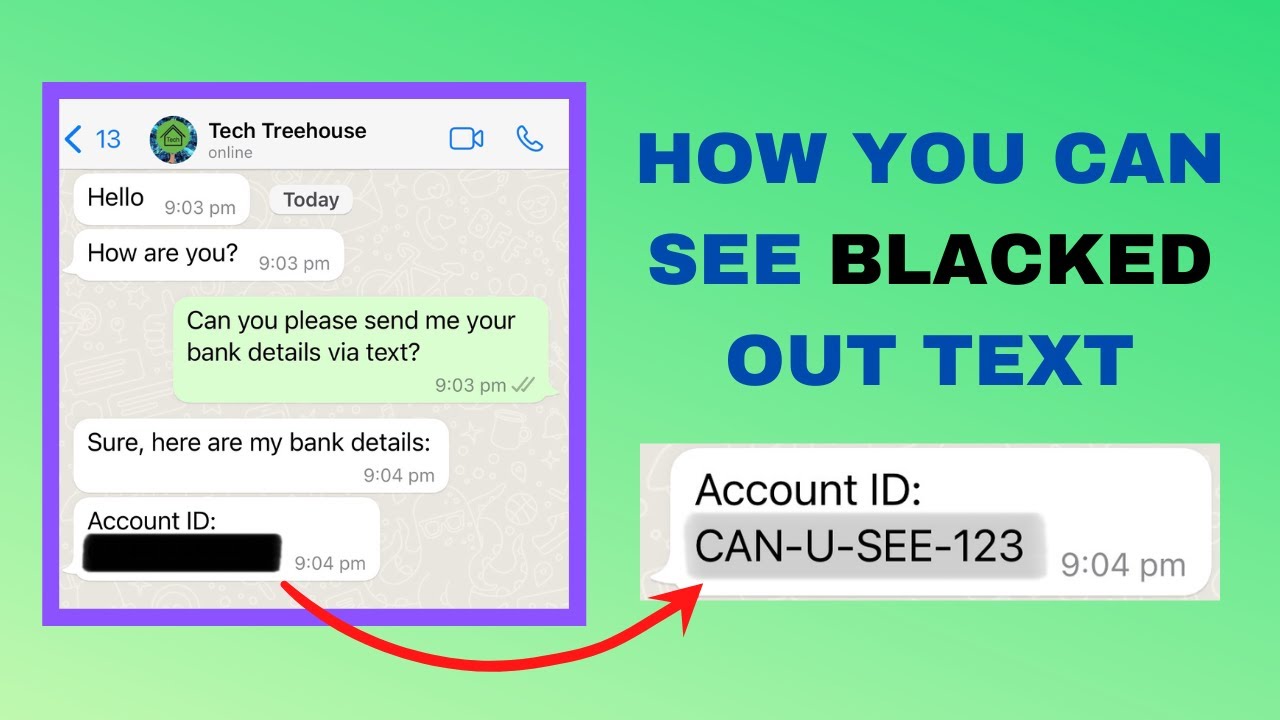 13
Tech Treehouse
online
Hello
9:03 pm
Today
How are you?
9:03 pm
Can you please send me your
bank details via text?
9:03 pm
Sure, here are my bank details:
9:04 pm
Account ID:
9:04 pm
HOW YOU CAN
SEE BLACKED
OUT TEXT
Account ID:
CAN-U-SEE-123
9:04 pm